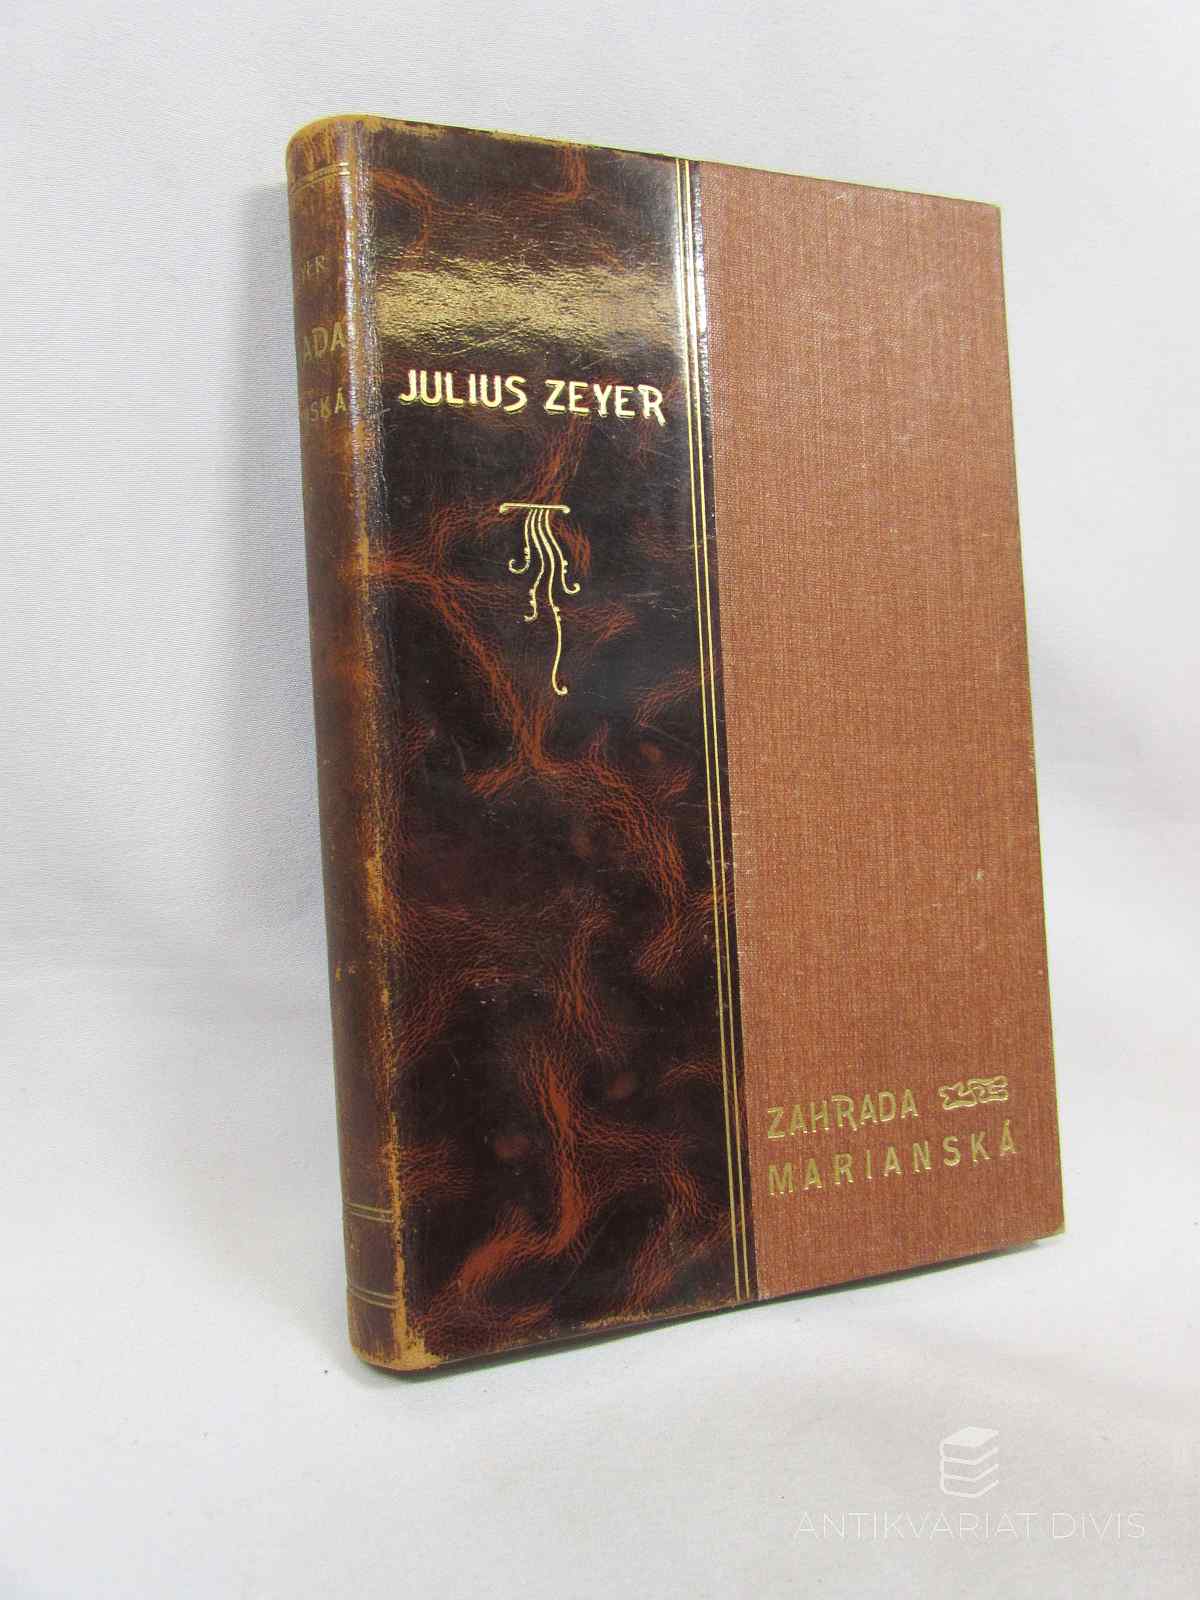 JULIUS ZEYER
ZAHRADA
MARIANSKÁ
ANTIKVARIÁT DIVIS